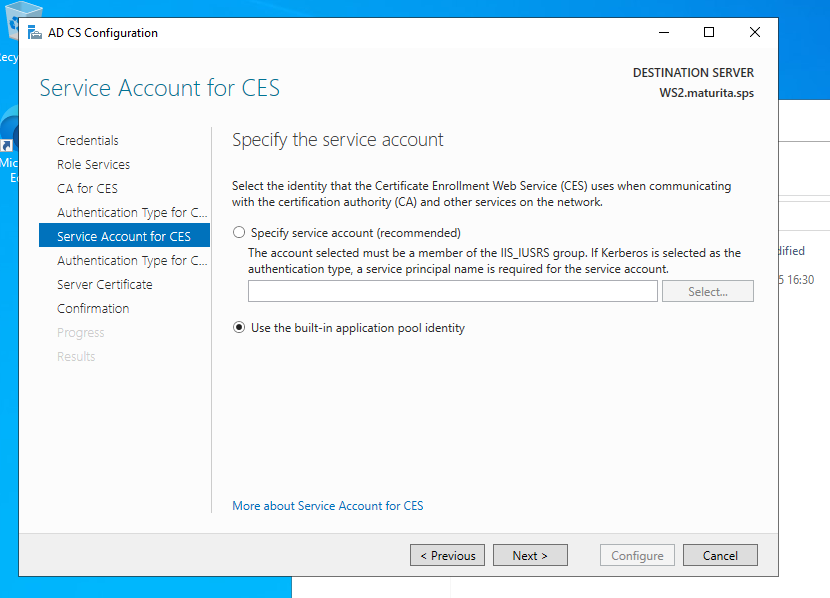 AD CS Configuration
Service Account for CES
DESTINATION SERVER
WS2.maturita.sps
Credentials
Role Services
CA for CES
Authentication Type for C...
Service Account for CES
Authentication Type for C...
Server Certificate
Confirmation
Progress
Results
Specify the service account
Select the identity that the Certificate Enrollment Web Service (CES) uses when communicating
with the certification authority (CA) and other services on the network.
Specify service account (recommended)
The account selected must be a member of the IIS_IUSRS group. If Kerberos is selected as the
authentication type, a service principal name is required for the service account.
Select...
Use the built-in application pool identity
More about Service Account for CES
< Previous
Next >
Configure
Cancel
16:30